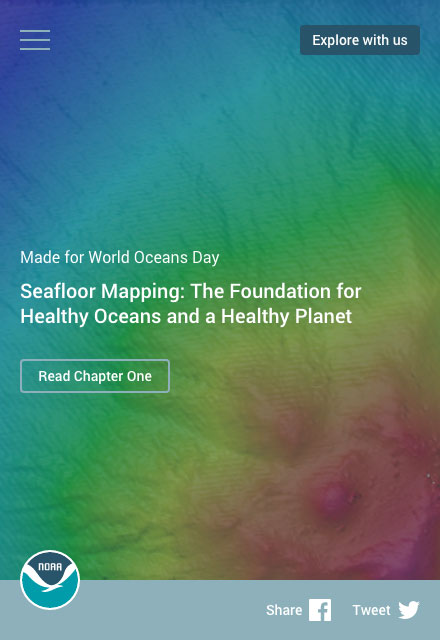 Explore with us
Made for World Oceans Day
Seafloor Mapping: The Foundation for
Healthy Oceans and a Healthy Planet
Read Chapter One
NOAA
Share
Tweet